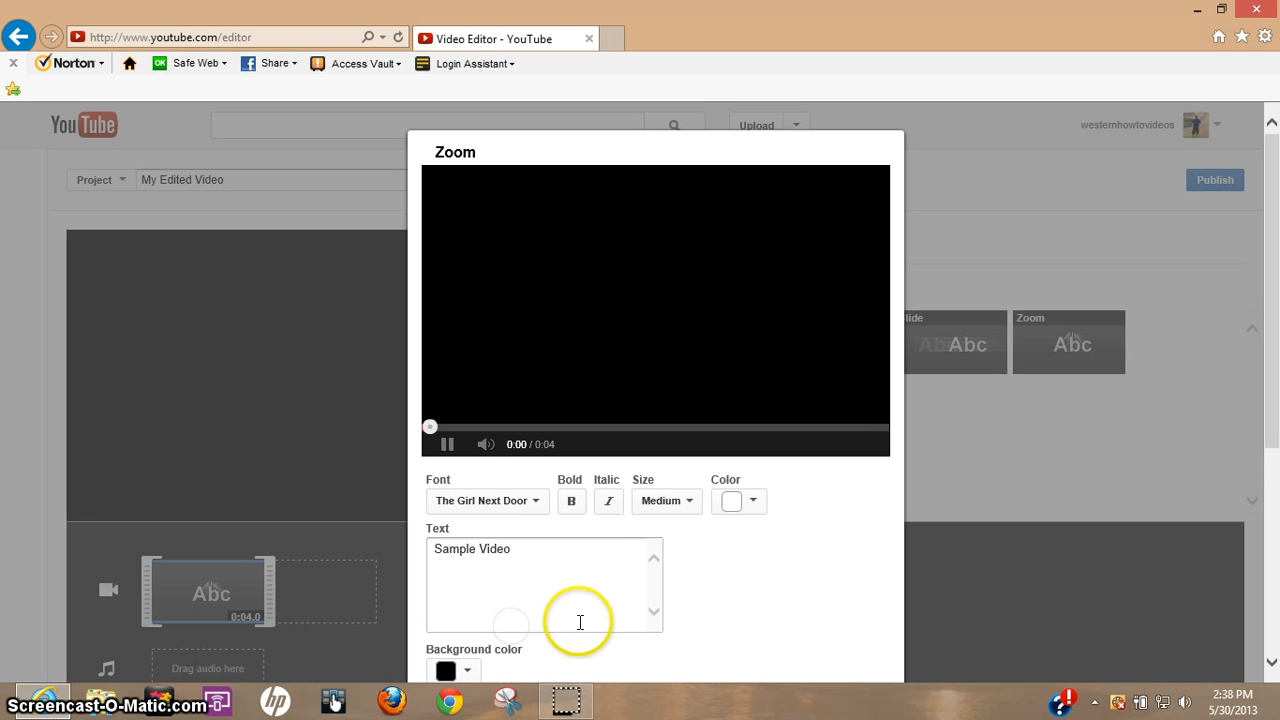 http://www.youtube.com/editor
Video Editor - YouTube
Norton
OK Safe Web
Share
Access Vault
Login Assistant
YouTube
Upload
westernhowtovideos
Project
My Edited Video
Publish
Zoom
0:00 / 0:04
lide
Abc
Zoom
Abc
Font
Bold
Italic
Size
Color
The Girl Next Door
B
I
Medium
Text
Sample Video
Abc
0:04.0
Background color
Drag audio here
hp
Screencast-O-Matic.com
2:38 PM
5/30/2013